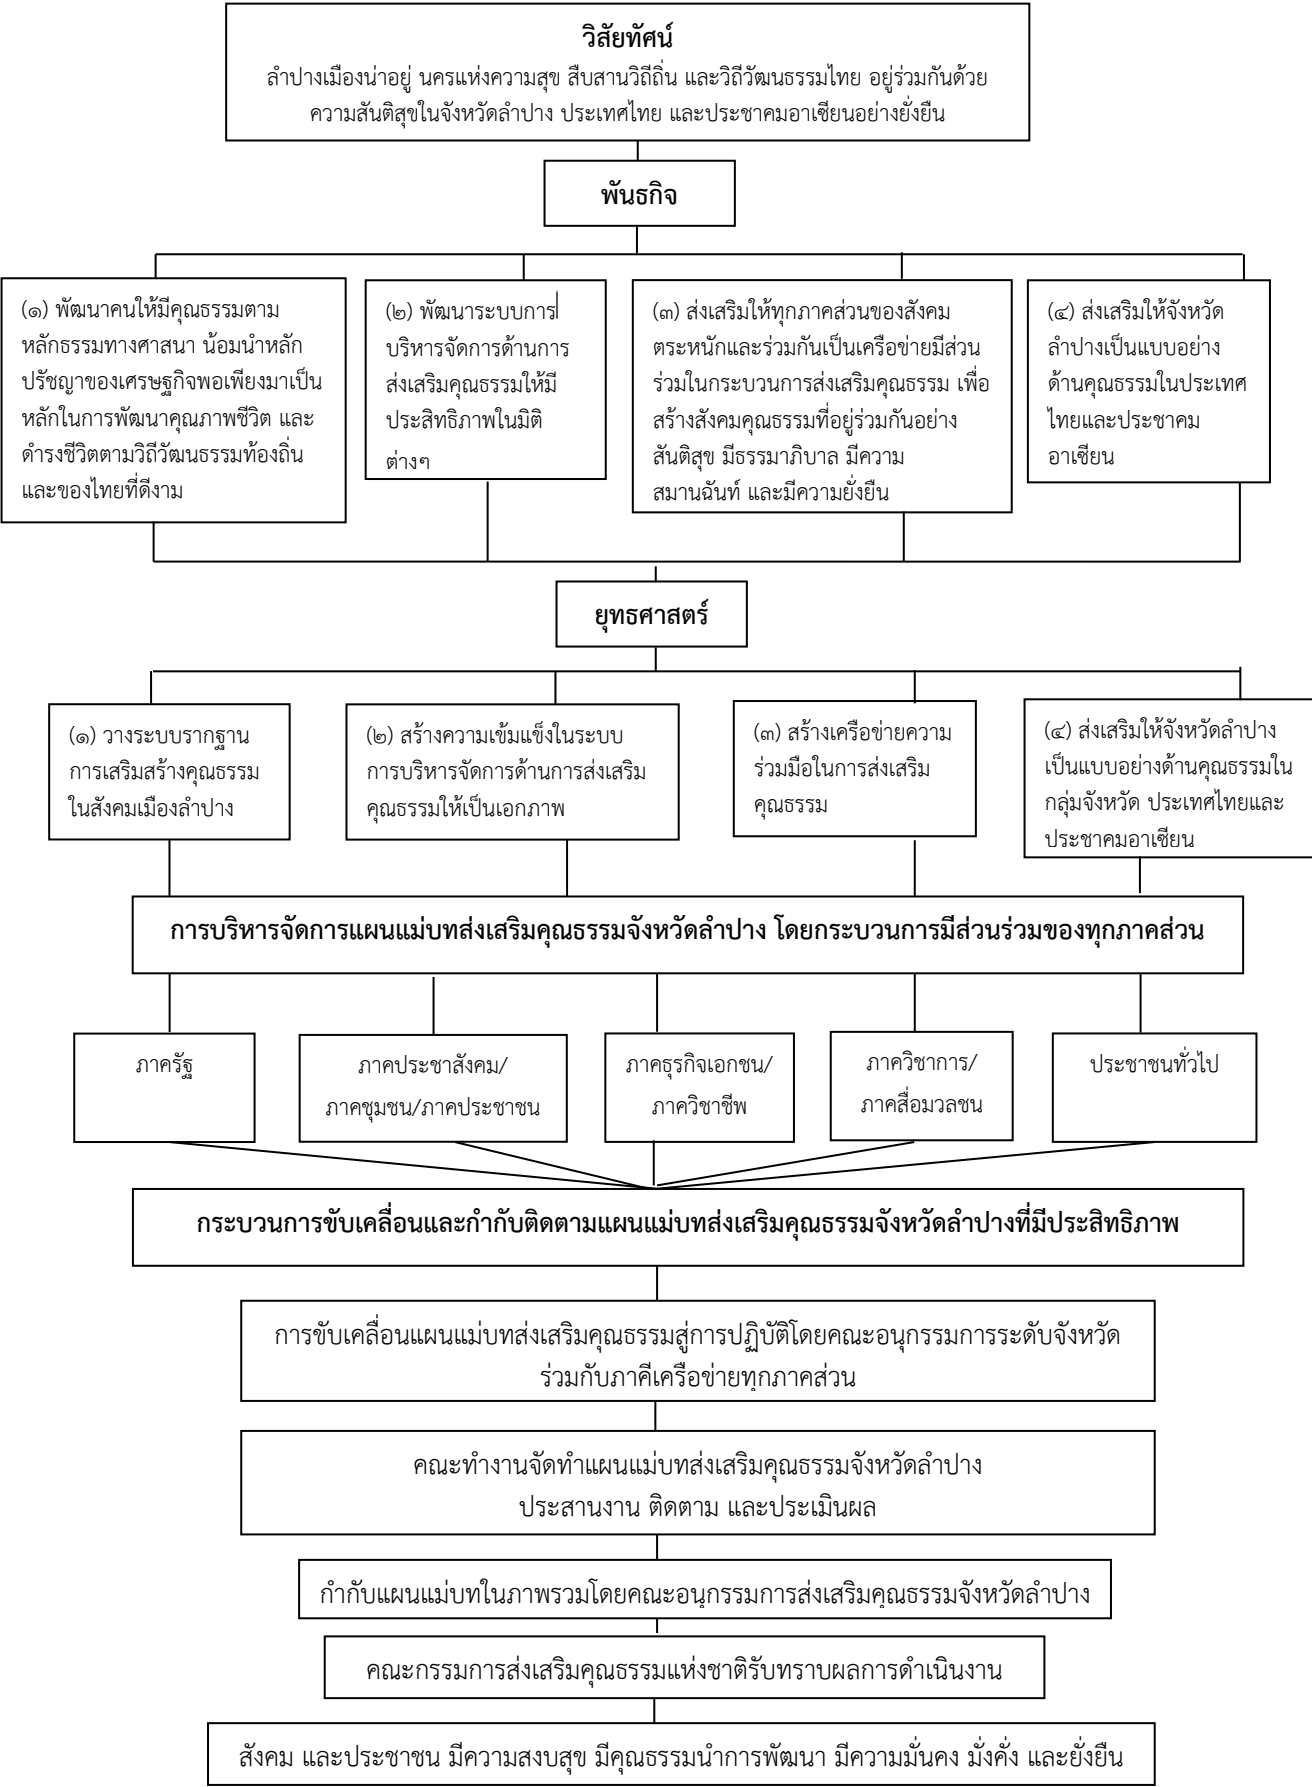 วิสัยทัศน์
ลำปางเมืองน่าอยู่ นครแห่งความสุข สืบสานวิถีถิ่น และวิถีวัฒนธรรมไทย อยู่ร่วมกันด้วย
ความสันติสุขในจังหวัดลำปาง ประเทศไทย และประชาคมอาเซียนอย่างยั่งยืน
พันธกิจ
(๑) พัฒนาคนให้มีคุณธรรมตาม
หลักธรรมทางศาสนา น้อมนำหลัก
ปรัชญาของเศรษฐกิจพอเพียงมาเป็น
หลักในการพัฒนาคุณภาพชีวิต และ
ดำรงชีวิตตามวิถีวัฒนธรรมท้องถิ่น
และของไทยที่ดีงาม
(๒) พัฒนาระบบการ
บริหารจัดการด้านการ
ส่งเสริมคุณธรรมให้มี
ประสิทธิภาพในมิติ
ต่างๆ
(๓) ส่งเสริมให้ทุกภาคส่วนของสังคม
ตระหนักและร่วมกันเป็นเครือข่ายมีส่วน
ร่วมในกระบวนการส่งเสริมคุณธรรม เพื่อ
สร้างสังคมคุณธรรมที่อยู่ร่วมกันอย่าง
สันติสุข มีธรรมาภิบาล มีความ
สมานฉันท์ และมีความยั่งยืน
(๔) ส่งเสริมให้จังหวัด
ลำปางเป็นแบบอย่าง
ด้านคุณธรรมในประเทศ
ไทยและประชาคม
อาเซียน
ยุทธศาสตร์
(๑) วางระบบรากฐาน
การเสริมสร้างคุณธรรม
ในสังคมเมืองลำปาง
(๒) สร้างความเข้มแข็งในระบบ
การบริหารจัดการด้านการส่งเสริม
คุณธรรมให้เป็นเอกภาพ
(๓) สร้างเครือข่ายความ
ร่วมมือในการส่งเสริม
คุณธรรม
(๔) ส่งเสริมให้จังหวัดลำปาง
เป็นแบบอย่างด้านคุณธรรมใน
กลุ่มจังหวัด ประเทศไทยและ
ประชาคมอาเซียน
การบริหารจัดการแผนแม่บทส่งเสริมคุณธรรมจังหวัดลำปาง โดยกระบวนการมีส่วนร่วมของทุกภาคส่วน
ภาครัฐ
ภาคประชาสังคม/
ภาคชุมชน/ภาคประชาชน
ภาคธุรกิจเอกชน/
ภาควิชาชีพ
ภาควิชาการ/
ภาคสื่อมวลชน
ประชาชนทั่วไป
กระบวนการขับเคลื่อนและกำกับติดตามแผนแม่บทส่งเสริมคุณธรรมจังหวัดลำปางที่มีประสิทธิภาพ
การขับเคลื่อนแผนแม่บทส่งเสริมคุณธรรมสู่การปฏิบัติโดยคณะอนุกรรมการระดับจังหวัด
ร่วมกับภาคีเครือข่ายทุกภาคส่วน
คณะทำงานจัดทำแผนแม่บทส่งเสริมคุณธรรมจังหวัดลำปาง
ประสานงาน ติดตาม และประเมินผล
กำกับแผนแม่บทในภาพรวมโดยคณะอนุกรรมการส่งเสริมคุณธรรมจังหวัดลำปาง
คณะกรรมการส่งเสริมคุณธรรมแห่งชาติรับทราบผลการดำเนินงาน
สังคม และประชาชน มีความสงบสุข มีคุณธรรมนำการพัฒนา มีความมั่นคง มั่งคั่ง และยั่งยืน